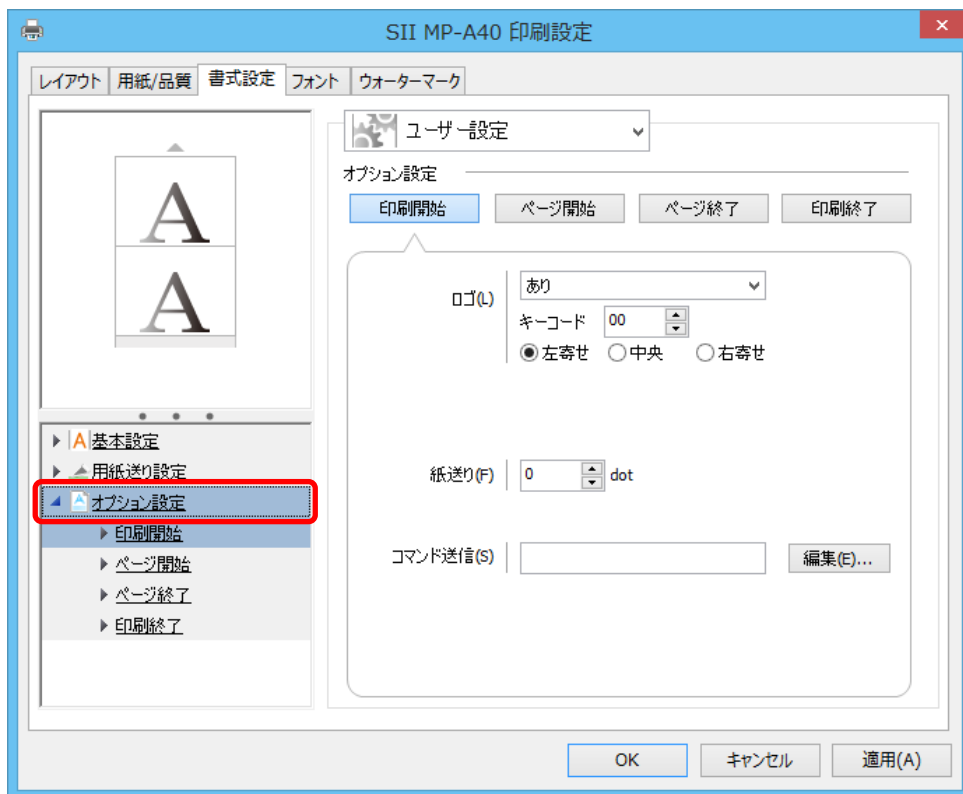 SII MP-A40 印刷設定
レイアウト 用紙/品質 書式設定 フォント ウォーターマーク
A
A
基本設定
用紙送り設定
オプション設定
印刷開始
ページ開始
ページ終了
印刷終了
ユーザー設定
オプション設定
印刷開始 ページ開始 ページ終了 印刷終了
ロゴ(L) あり
キーコード 00
左寄せ 中央 右寄せ
紙送り(F) 0 dot
コマンド送信(S) 編集(E)...
OK キャンセル 適用(A)